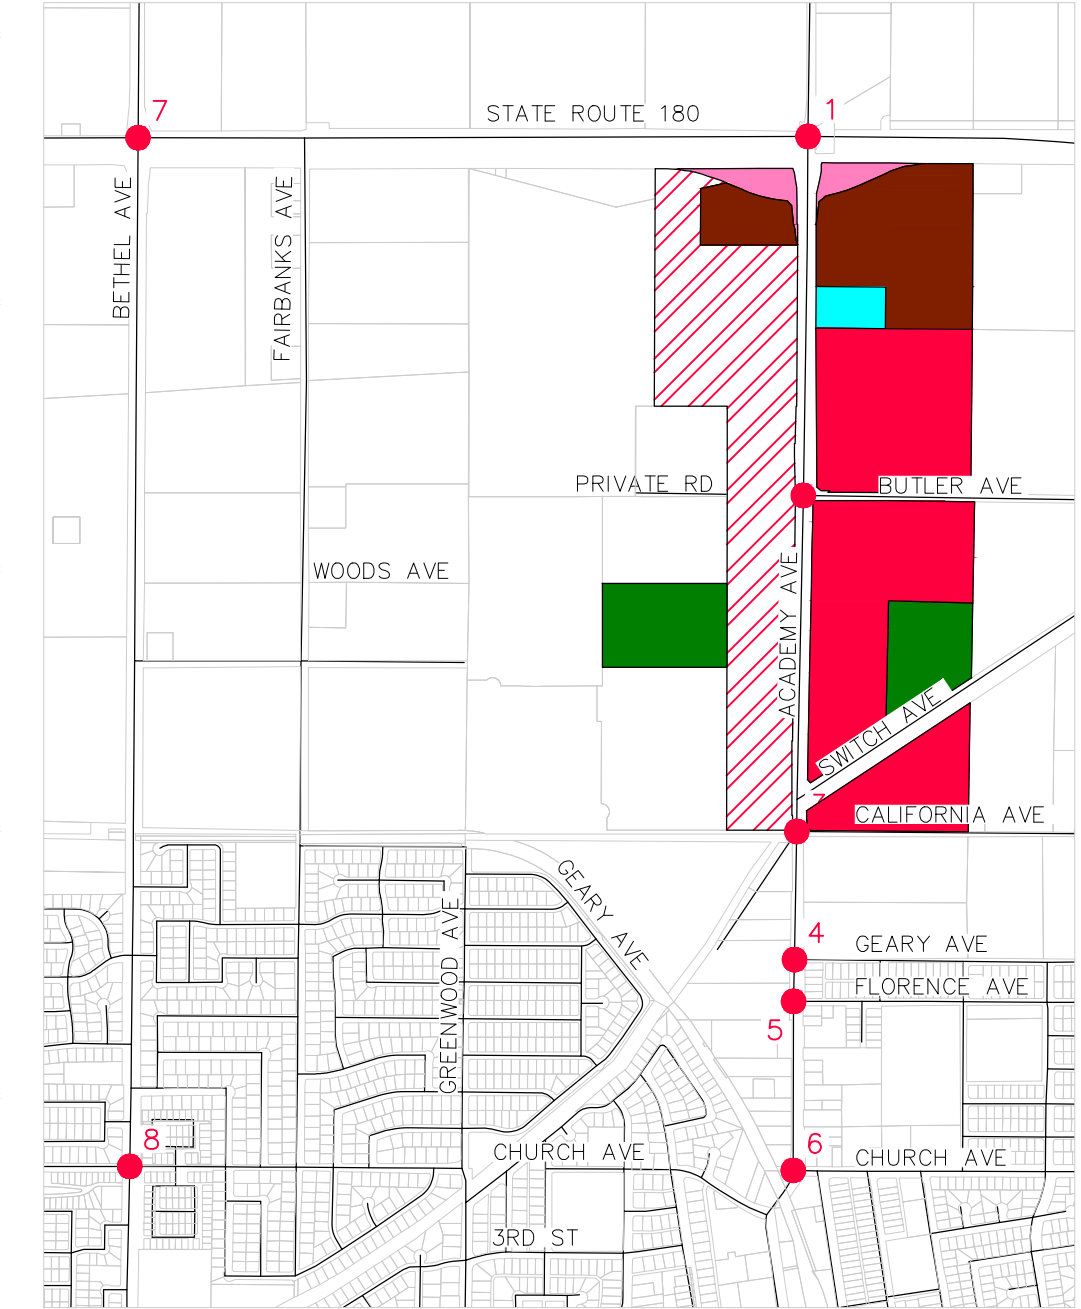 7
1
STATE ROUTE 180
BETHEL AVE
FAIRBANKS AVE
PRIVATE RD
BUTLER AVE
WOODS AVE
ACADEMY AVE
SWITCH AVE
CALIFORNIA AVE
GEARY AVE
GREENWOOD AVE
4
GEARY AVE
FLORENCE AVE
5
8
6
CHURCH AVE
CHURCH AVE
3RD ST